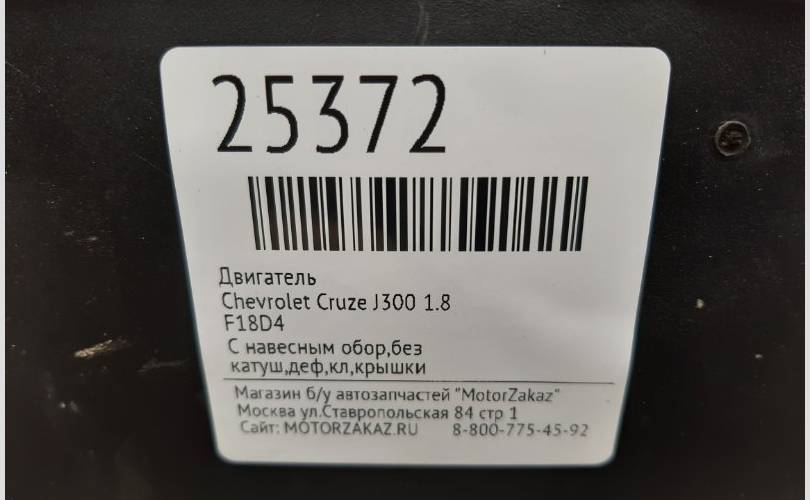 25372
Двигатель
Chevrolet Cruze J300 1.8
F18D4
С навесным обор,без
катуш,деф,кл,крышки
Магазин б/у автозапчастей "MotorZakaz"
Москва ул.Ставропольская 84 стр 1
Сайт: MOTORZAKAZ.RU 8-800-775-45-92